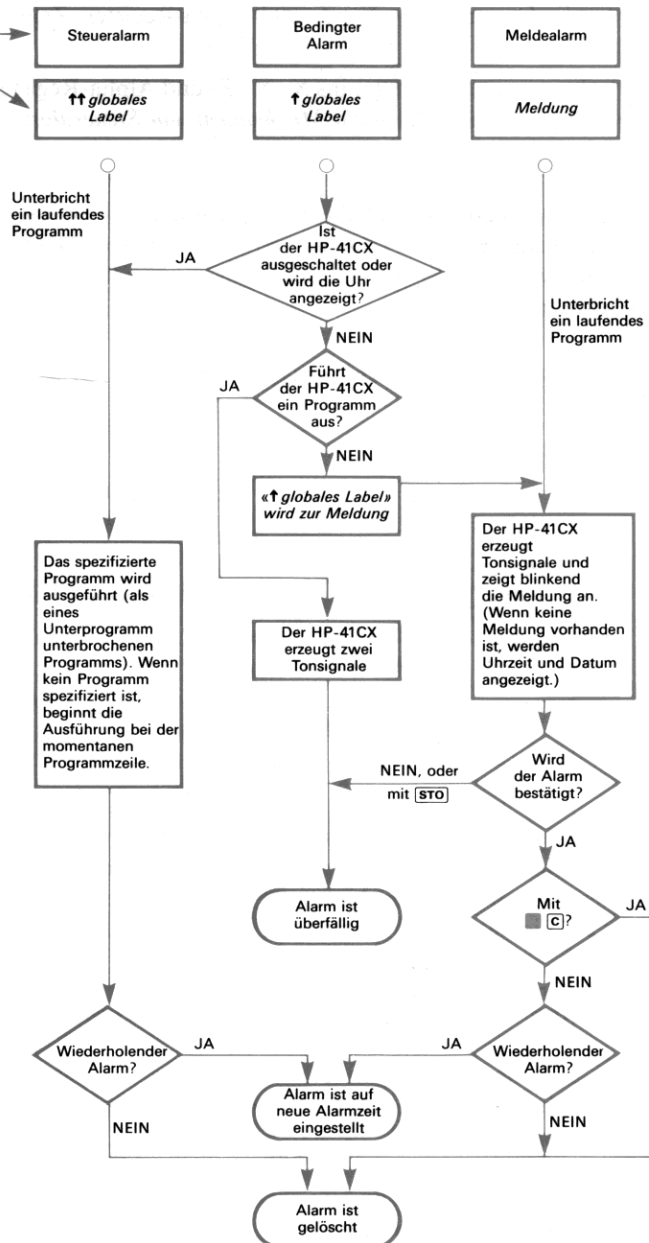 Steueralarm
Bedingter
Alarm
Meldealarm
↑↑ globales
Label
↑ globales
Label
Meldung
Unterbricht
ein laufendes
Programm
Ist
der HP-41CX
ausgeschaltet oder
wird die Uhr
angezeigt?
JA
NEIN
Unterbricht
ein laufendes
Programm
Führt
der HP-41CX
ein Programm
aus?
JA
NEIN
«↑ globales Label»
wird zur Meldung
Das spezifizierte
Programm wird
ausgeführt (als
eines
Unterprogramm
unterbrochenen
Programms). Wenn
kein Programm
spezifiziert ist,
beginnt die
Ausführung bei der
momentanen
Programmzeile.
Der HP-41CX
erzeugt zwei
Tonsignale
Der HP-41CX
erzeugt
Tonsignale und
zeigt blinkend
die Meldung an.
(Wenn keine
Meldung vorhanden
ist, werden
Uhrzeit und Datum
angezeigt.)
Wird
der Alarm
bestätigt?
NEIN, oder
mit STO
JA
Alarm ist
überfällig
Mit
C?
JA
NEIN
Wiederholender
Alarm?
JA
NEIN
Wiederholender
Alarm?
JA
NEIN
Alarm ist auf
neue Alarmzeit
eingestellt
Alarm ist
gelöscht